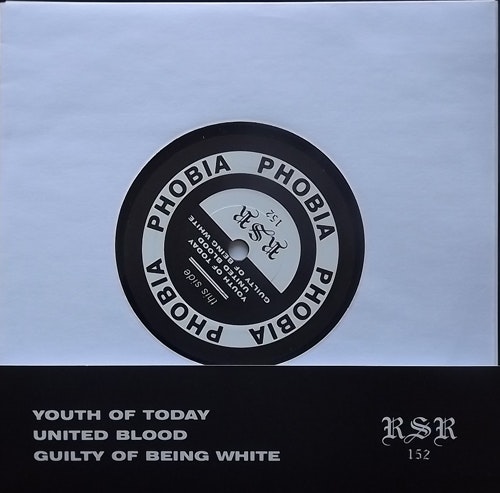 PHOBIA PHOBIA PHOBIA PHOBIA
RSR
152
this side
YOUTH OF TODAY
UNITED BLOOD
GUILTY OF BEING WHITE
YOUTH OF TODAY
UNITED BLOOD
GUILTY OF BEING WHITE
RSR
152